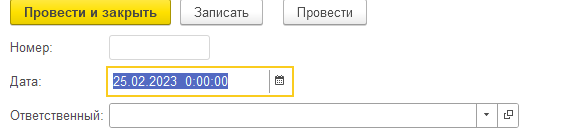 Провести и закрыть Записать Провести
Номер:
Дата: 25.02.2023 0:00:00
Ответственный: